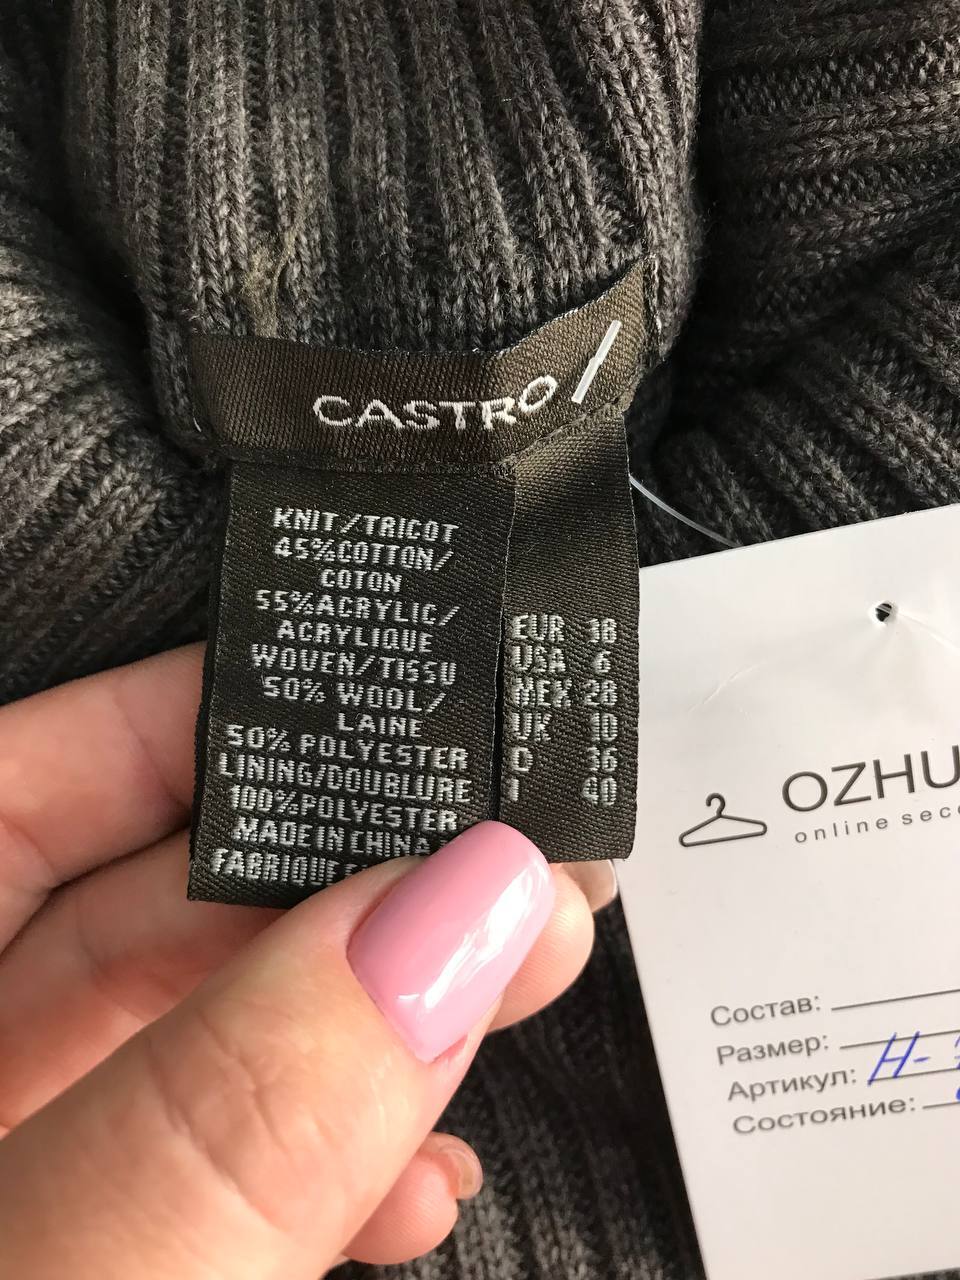 CASTRO
KNIT/TRICOT
45%COTTON/
COTON
55%ACRYLIC/
ACRYLIQUE
WOVEN/TISSU
50% WOOL/
LAINE
50% POLYESTER
LINING/DOUBLURE
100%POLYESTER
MADE IN CHINA
FABRIQUE
EUR 38
USA 6
MEX 28
UK 10
D 36
I 40
OZHU
online seco
Состав:
Размер:
Артикул: Н-
Состояние: